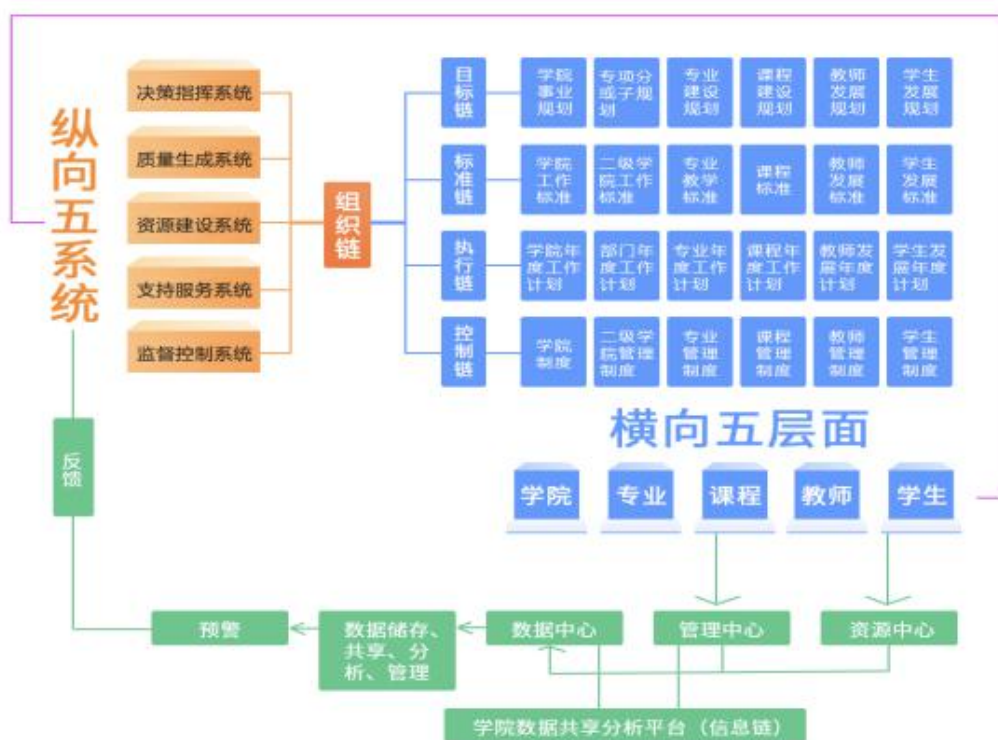 纵向五系统
决策指挥系统
质量生成系统
资源建设系统
支持服务系统
监督控制系统
组织链
目标链
学院
事业
规划
专项分
或子规
划
专业
建设
规划
课程
建设
规划
教师
发展
规划
学生
发展
规划
标准链
学院
工作
标准
二级学
院工作
标准
专业
教学
标准
课程
标准
教师
发展
标准
学生
发展
标准
执行链
学院年
度工作
计划
部门年
度工作
计划
专业年
度工作
计划
课程年
度工作
计划
教师发
展年度
计划
学生发
展年度
计划
控制链
学院
制度
二级学
院管理
制度
专业
管理
制度
课程
管理
制度
教师
管理
制度
学生
管理
制度
横向五层面
学院
专业
课程
教师
学生
反馈
预警
数据储存、
共享、分
析、管理
数据中心
管理中心
资源中心
学院数据共享分析平台（信息链）